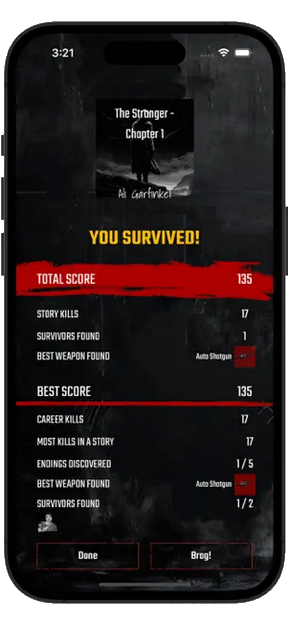 3:21
The Stranger -
Chapter 1
Ali Garfinkel
YOU SURVIVED!
TOTAL SCORE 135
STORY KILLS 17
SURVIVORS FOUND 1
BEST WEAPON FOUND Auto Shotgun
BEST SCORE 135
CAREER KILLS 17
MOST KILLS IN A STORY 17
ENDINGS DISCOVERED 1 / 5
BEST WEAPON FOUND Auto Shotgun
SURVIVORS FOUND 1 / 2
Done Brag!